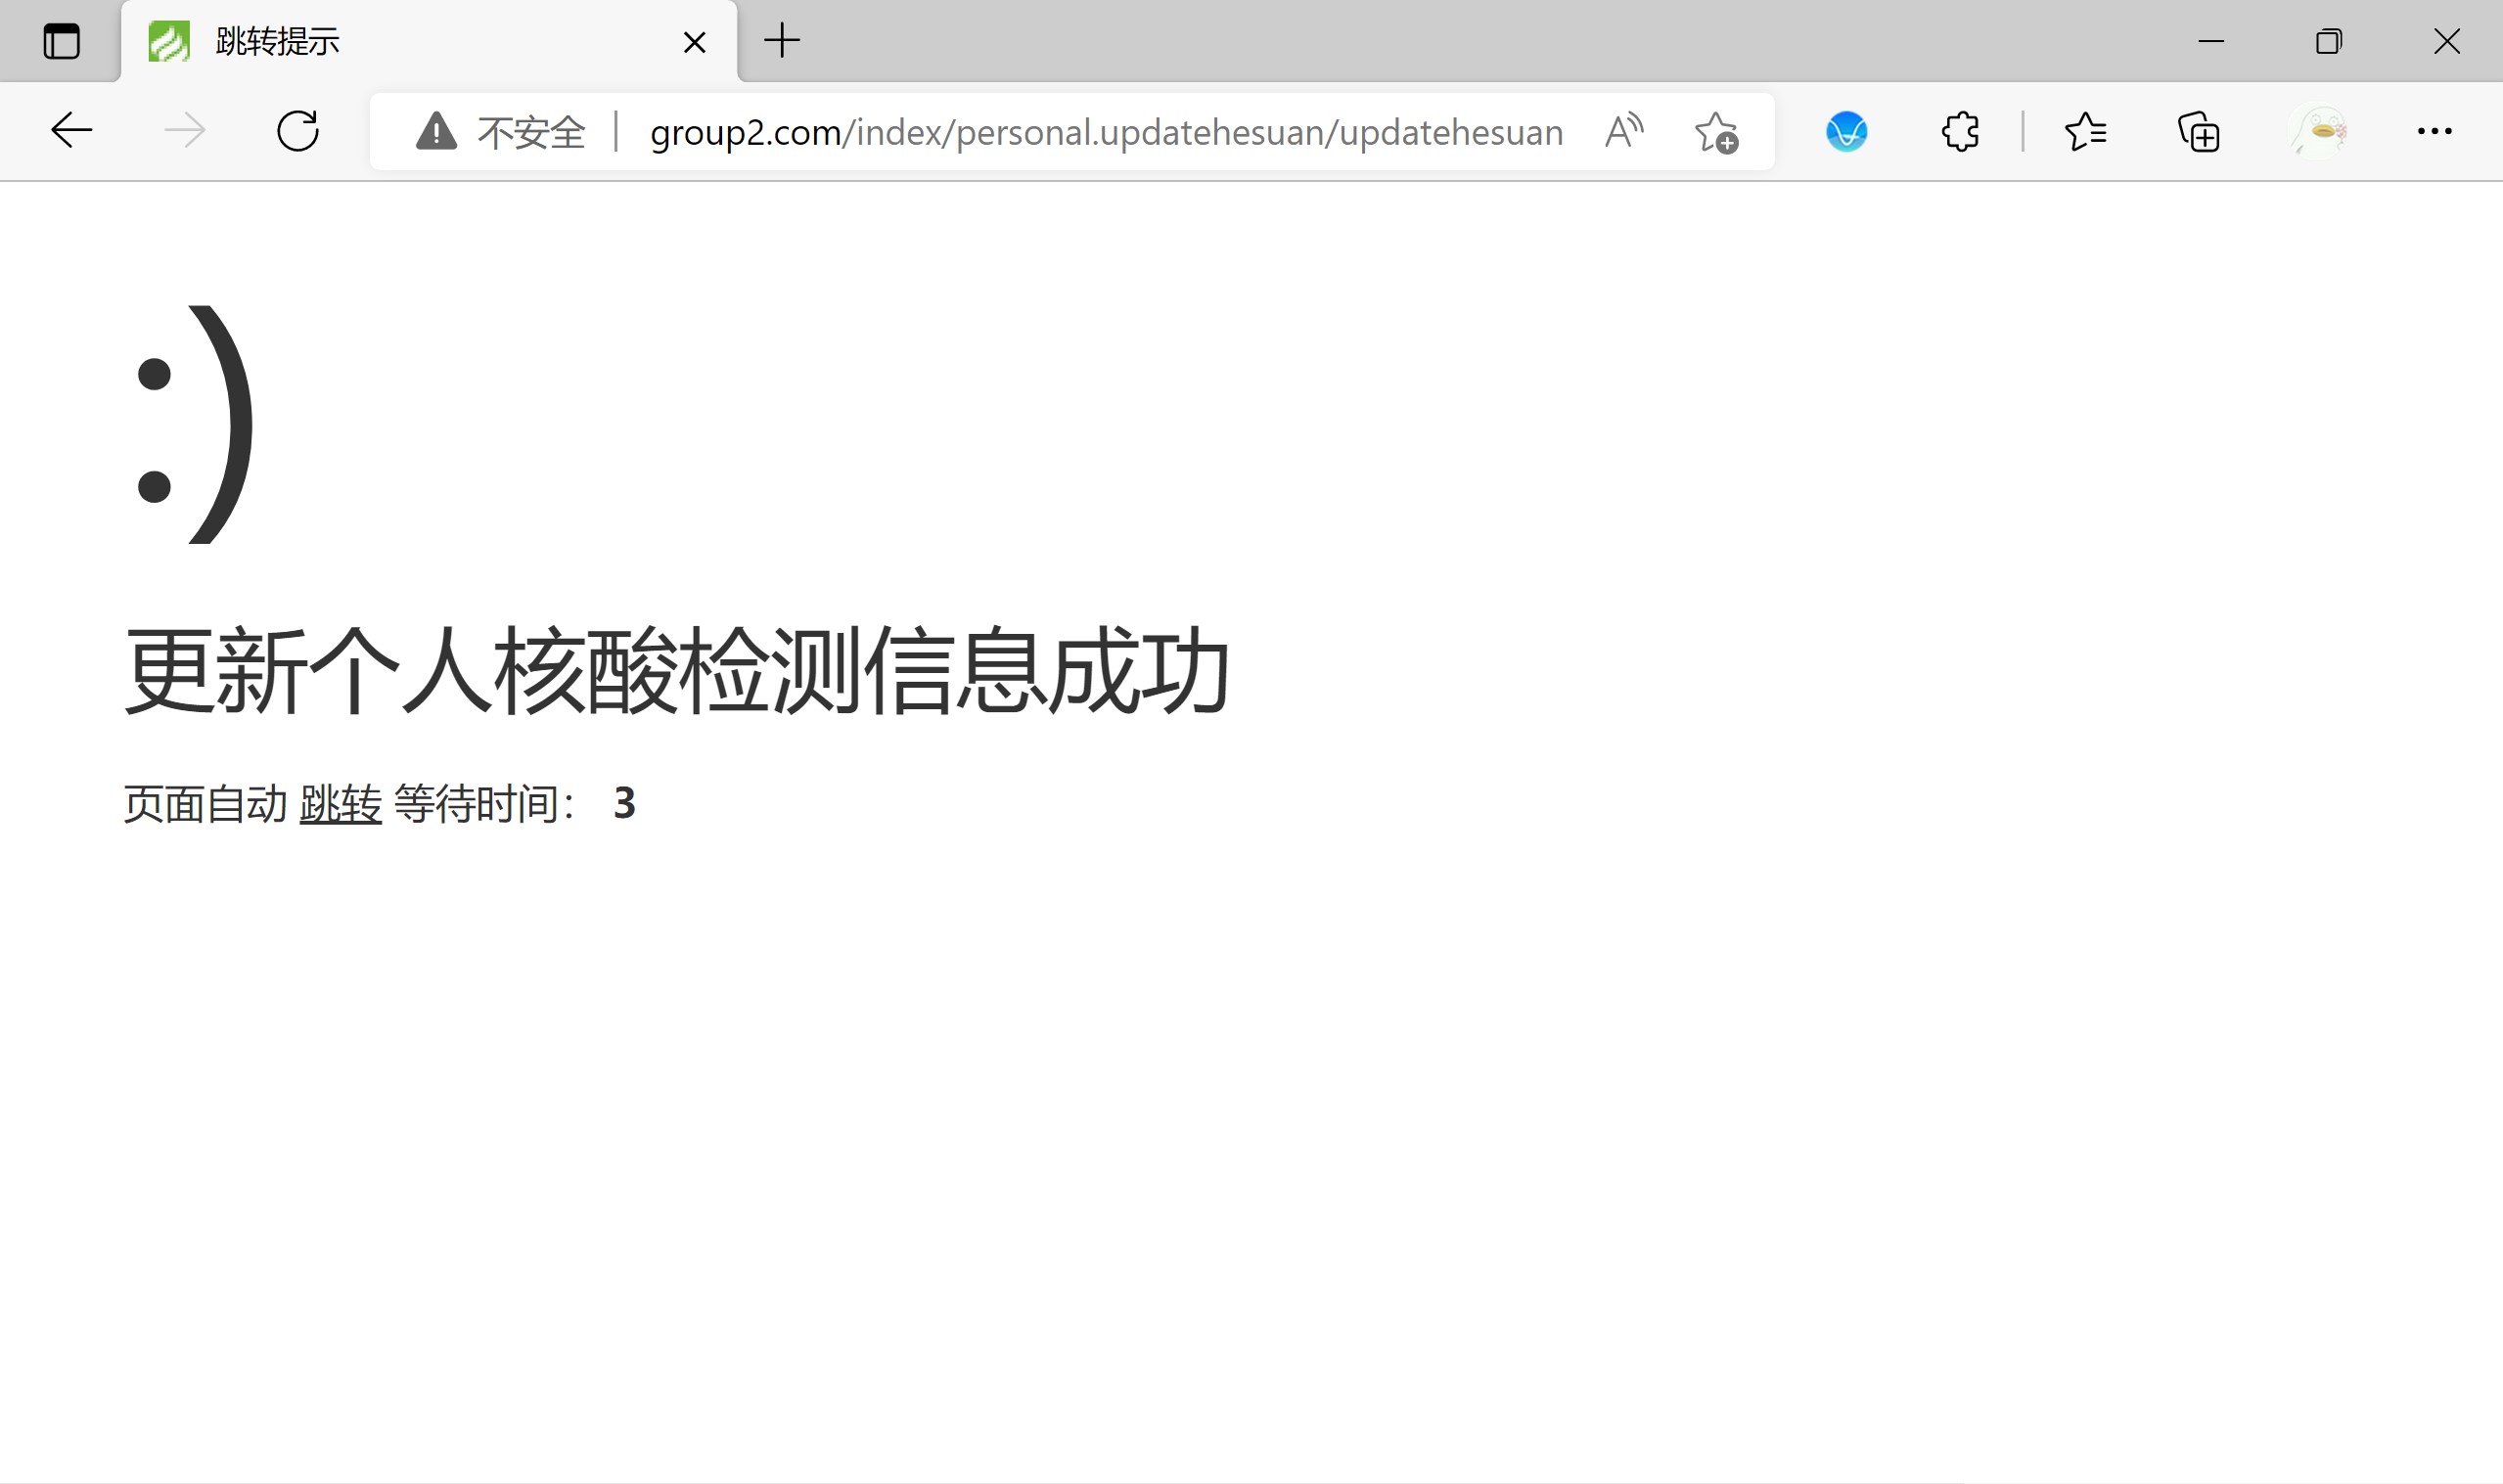 跳转提示
不安全 group2.com/index/personal.updatehesuan/updatehesuan
:)
更新个人核酸检测信息成功
页面自动 跳转 等待时间： 3